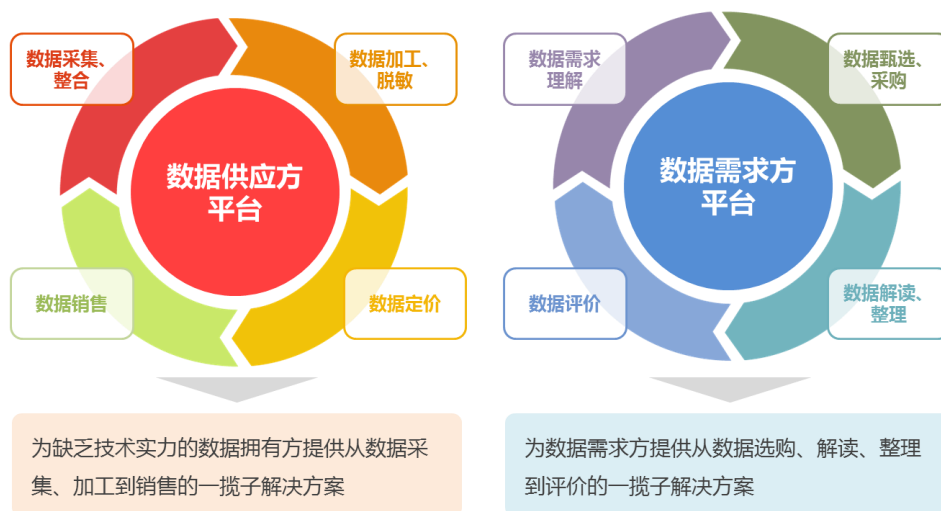 数据采集、
整合
数据加工、
脱敏
数据供应方
平台
数据销售
数据定价
为缺乏技术实力的数据拥有方提供从数据采
集、加工到销售的一揽子解决方案
数据需求
理解
数据甄选、
采购
数据需求方
平台
数据评价
数据解读、
整理
为数据需求方提供从数据选购、解读、整理
到评价的一揽子解决方案